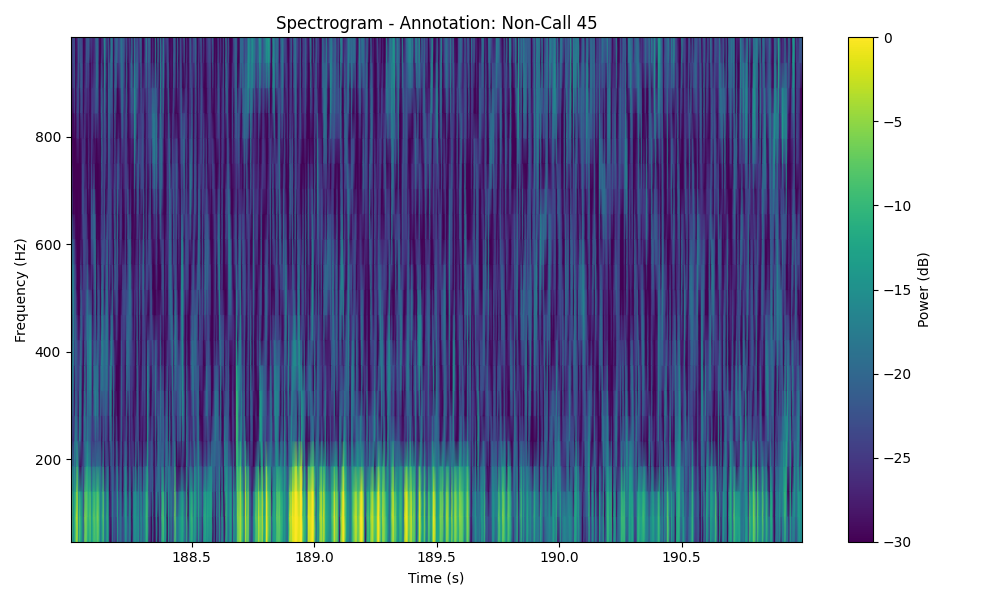 Spectrogram - Annotation: Non-Call 45
Frequency (Hz)
800
600
400
200
188.5 189.0 189.5 190.0 190.5
Time (s)
0
−5
−10
−15
−20
−25
−30
Power (dB)